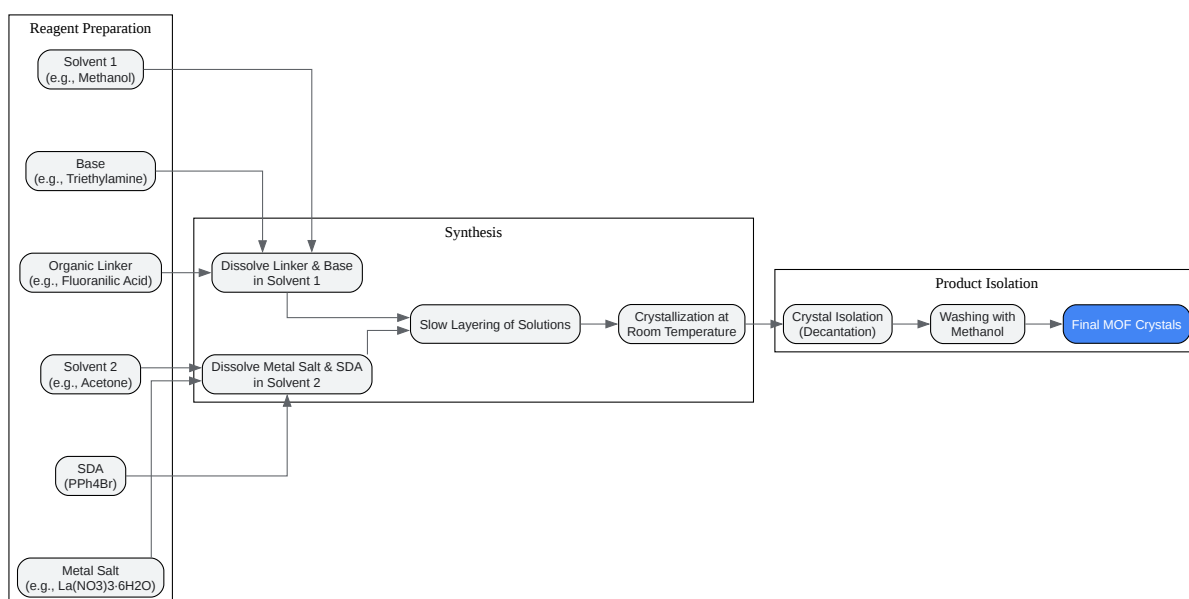 Reagent Preparation
Solvent 1
(e.g., Methanol)
Base
(e.g., Triethylamine)
Organic Linker
(e.g., Fluoranilic Acid)
Solvent 2
(e.g., Acetone)
SDA
(PPh4Br)
Metal Salt
(e.g., La(NO3)3·6H2O)
Synthesis
Dissolve Linker & Base
in Solvent 1
Dissolve Metal Salt & SDA
in Solvent 2
Slow Layering of Solutions
Crystallization at
Room Temperature
Product Isolation
Crystal Isolation
(Decantation)
Washing with
Methanol
Final MOF Crystals